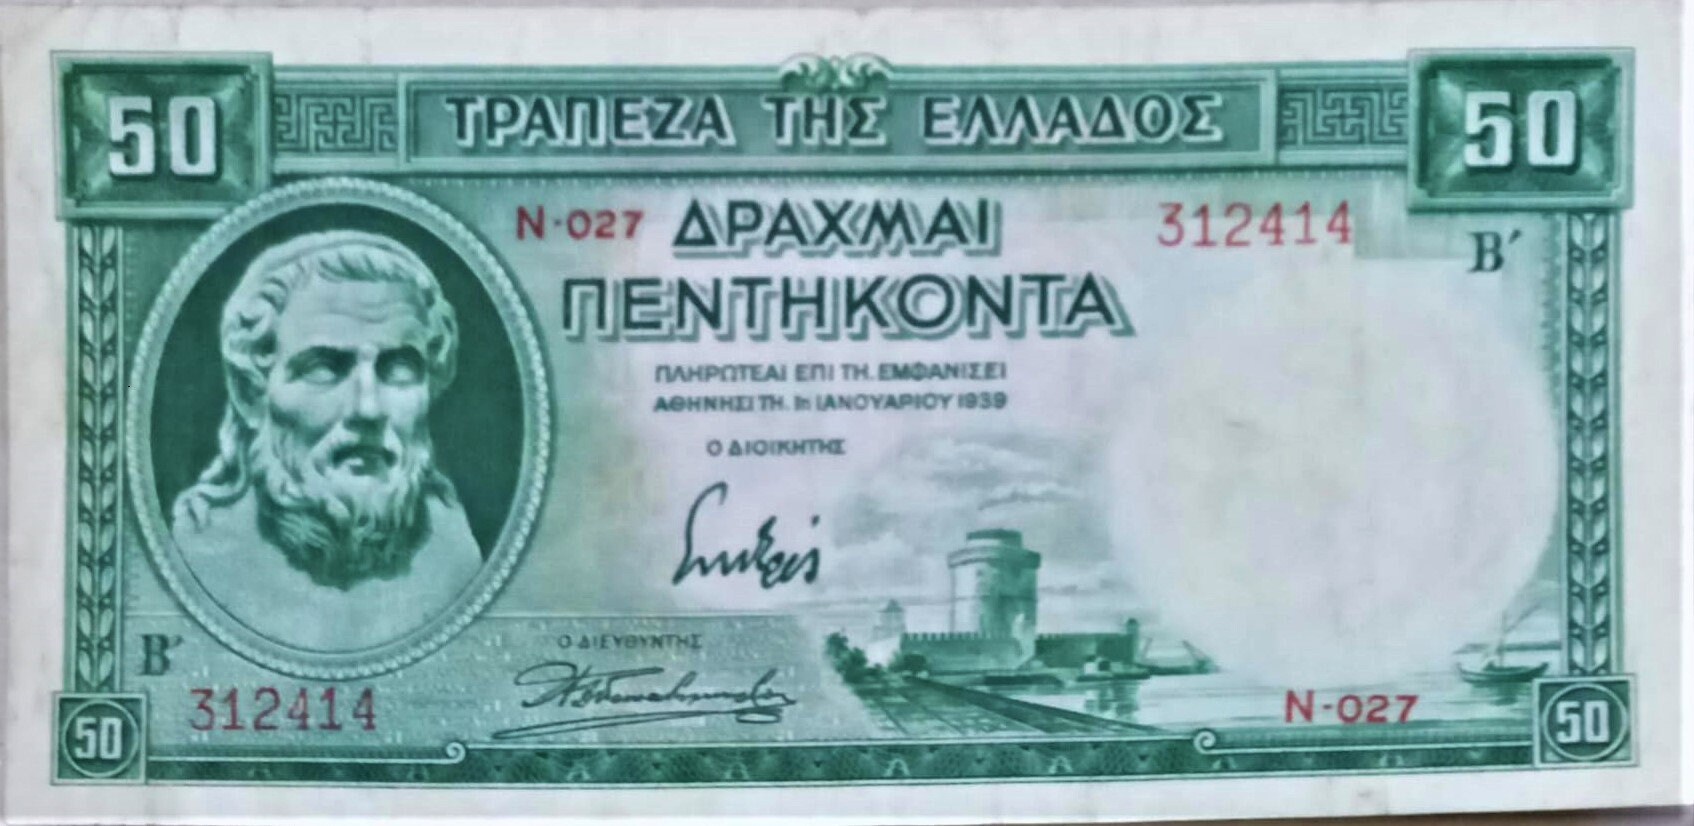 50 ΤΡΑΠΕΖΑ ΤΗΣ ΕΛΛΑΔΟΣ 50
Ν-027 ΔΡΑΧΜΑΙ 312414
Β΄
ΠΕΝΤΗΚΟΝΤΑ
ΠΛΗΡΩΤΕΑΙ ΕΠΙ ΤΗ. ΕΜΦΑΝΙΣΕΙ
ΑΘΗΝΗΣΙ ΤΗ. 1η ΙΑΝΟΥΑΡΙΟΥ 1939
Ο ΔΙΟΙΚΗΤΗΣ
Ο ΔΙΕΥΘΥΝΤΗΣ
Β΄
312414
Ν-027
50
50